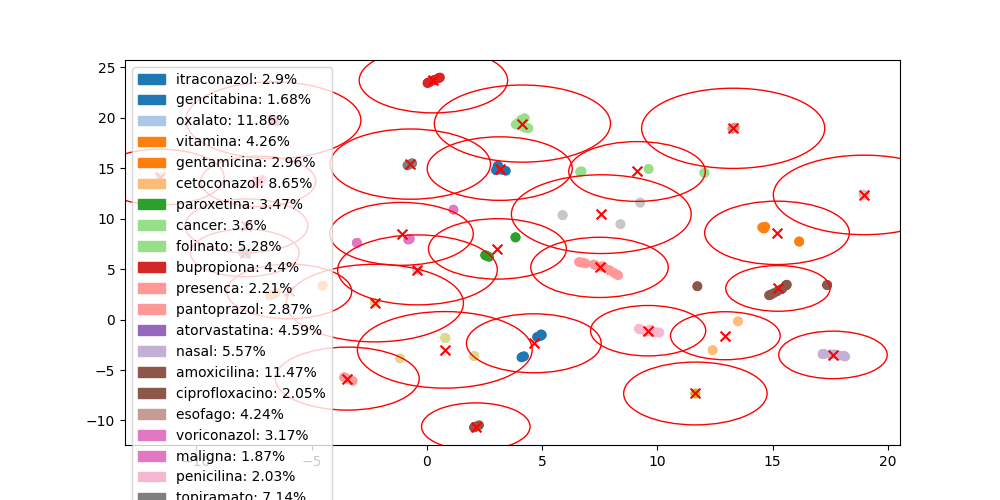 25
20
15
10
5
0
−5
−10
itraconazol: 2.9%
gencitabina: 1.68%
oxalato: 11.86%
vitamina: 4.26%
gentamicina: 2.96%
cetoconazol: 8.65%
paroxetina: 3.47%
cancer: 3.6%
folinato: 5.28%
bupropiona: 4.4%
presenca: 2.21%
pantoprazol: 2.87%
atorvastatina: 4.59%
nasal: 5.57%
amoxicilina: 11.47%
ciprofloxacino: 2.05%
esofago: 4.24%
voriconazol: 3.17%
maligna: 1.87%
penicilina: 2.03%
topiramato: 7.14%
−10 −5 0 5 10 15 20